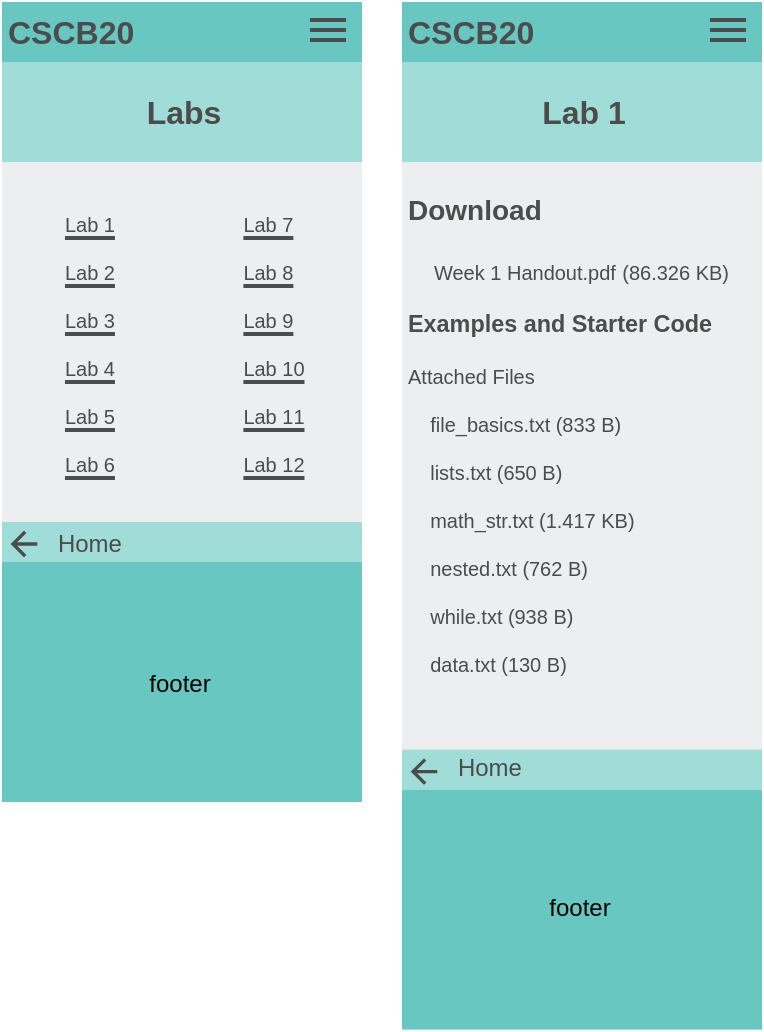 CSCB20
Labs
Lab 1
Lab 2
Lab 3
Lab 4
Lab 5
Lab 6
Lab 7
Lab 8
Lab 9
Lab 10
Lab 11
Lab 12
Home
footer
CSCB20
Lab 1
Download
Week 1 Handout.pdf (86.326 KB)
Examples and Starter Code
Attached Files
file_basics.txt (833 B)
lists.txt (650 B)
math_str.txt (1.417 KB)
nested.txt (762 B)
while.txt (938 B)
data.txt (130 B)
Home
footer